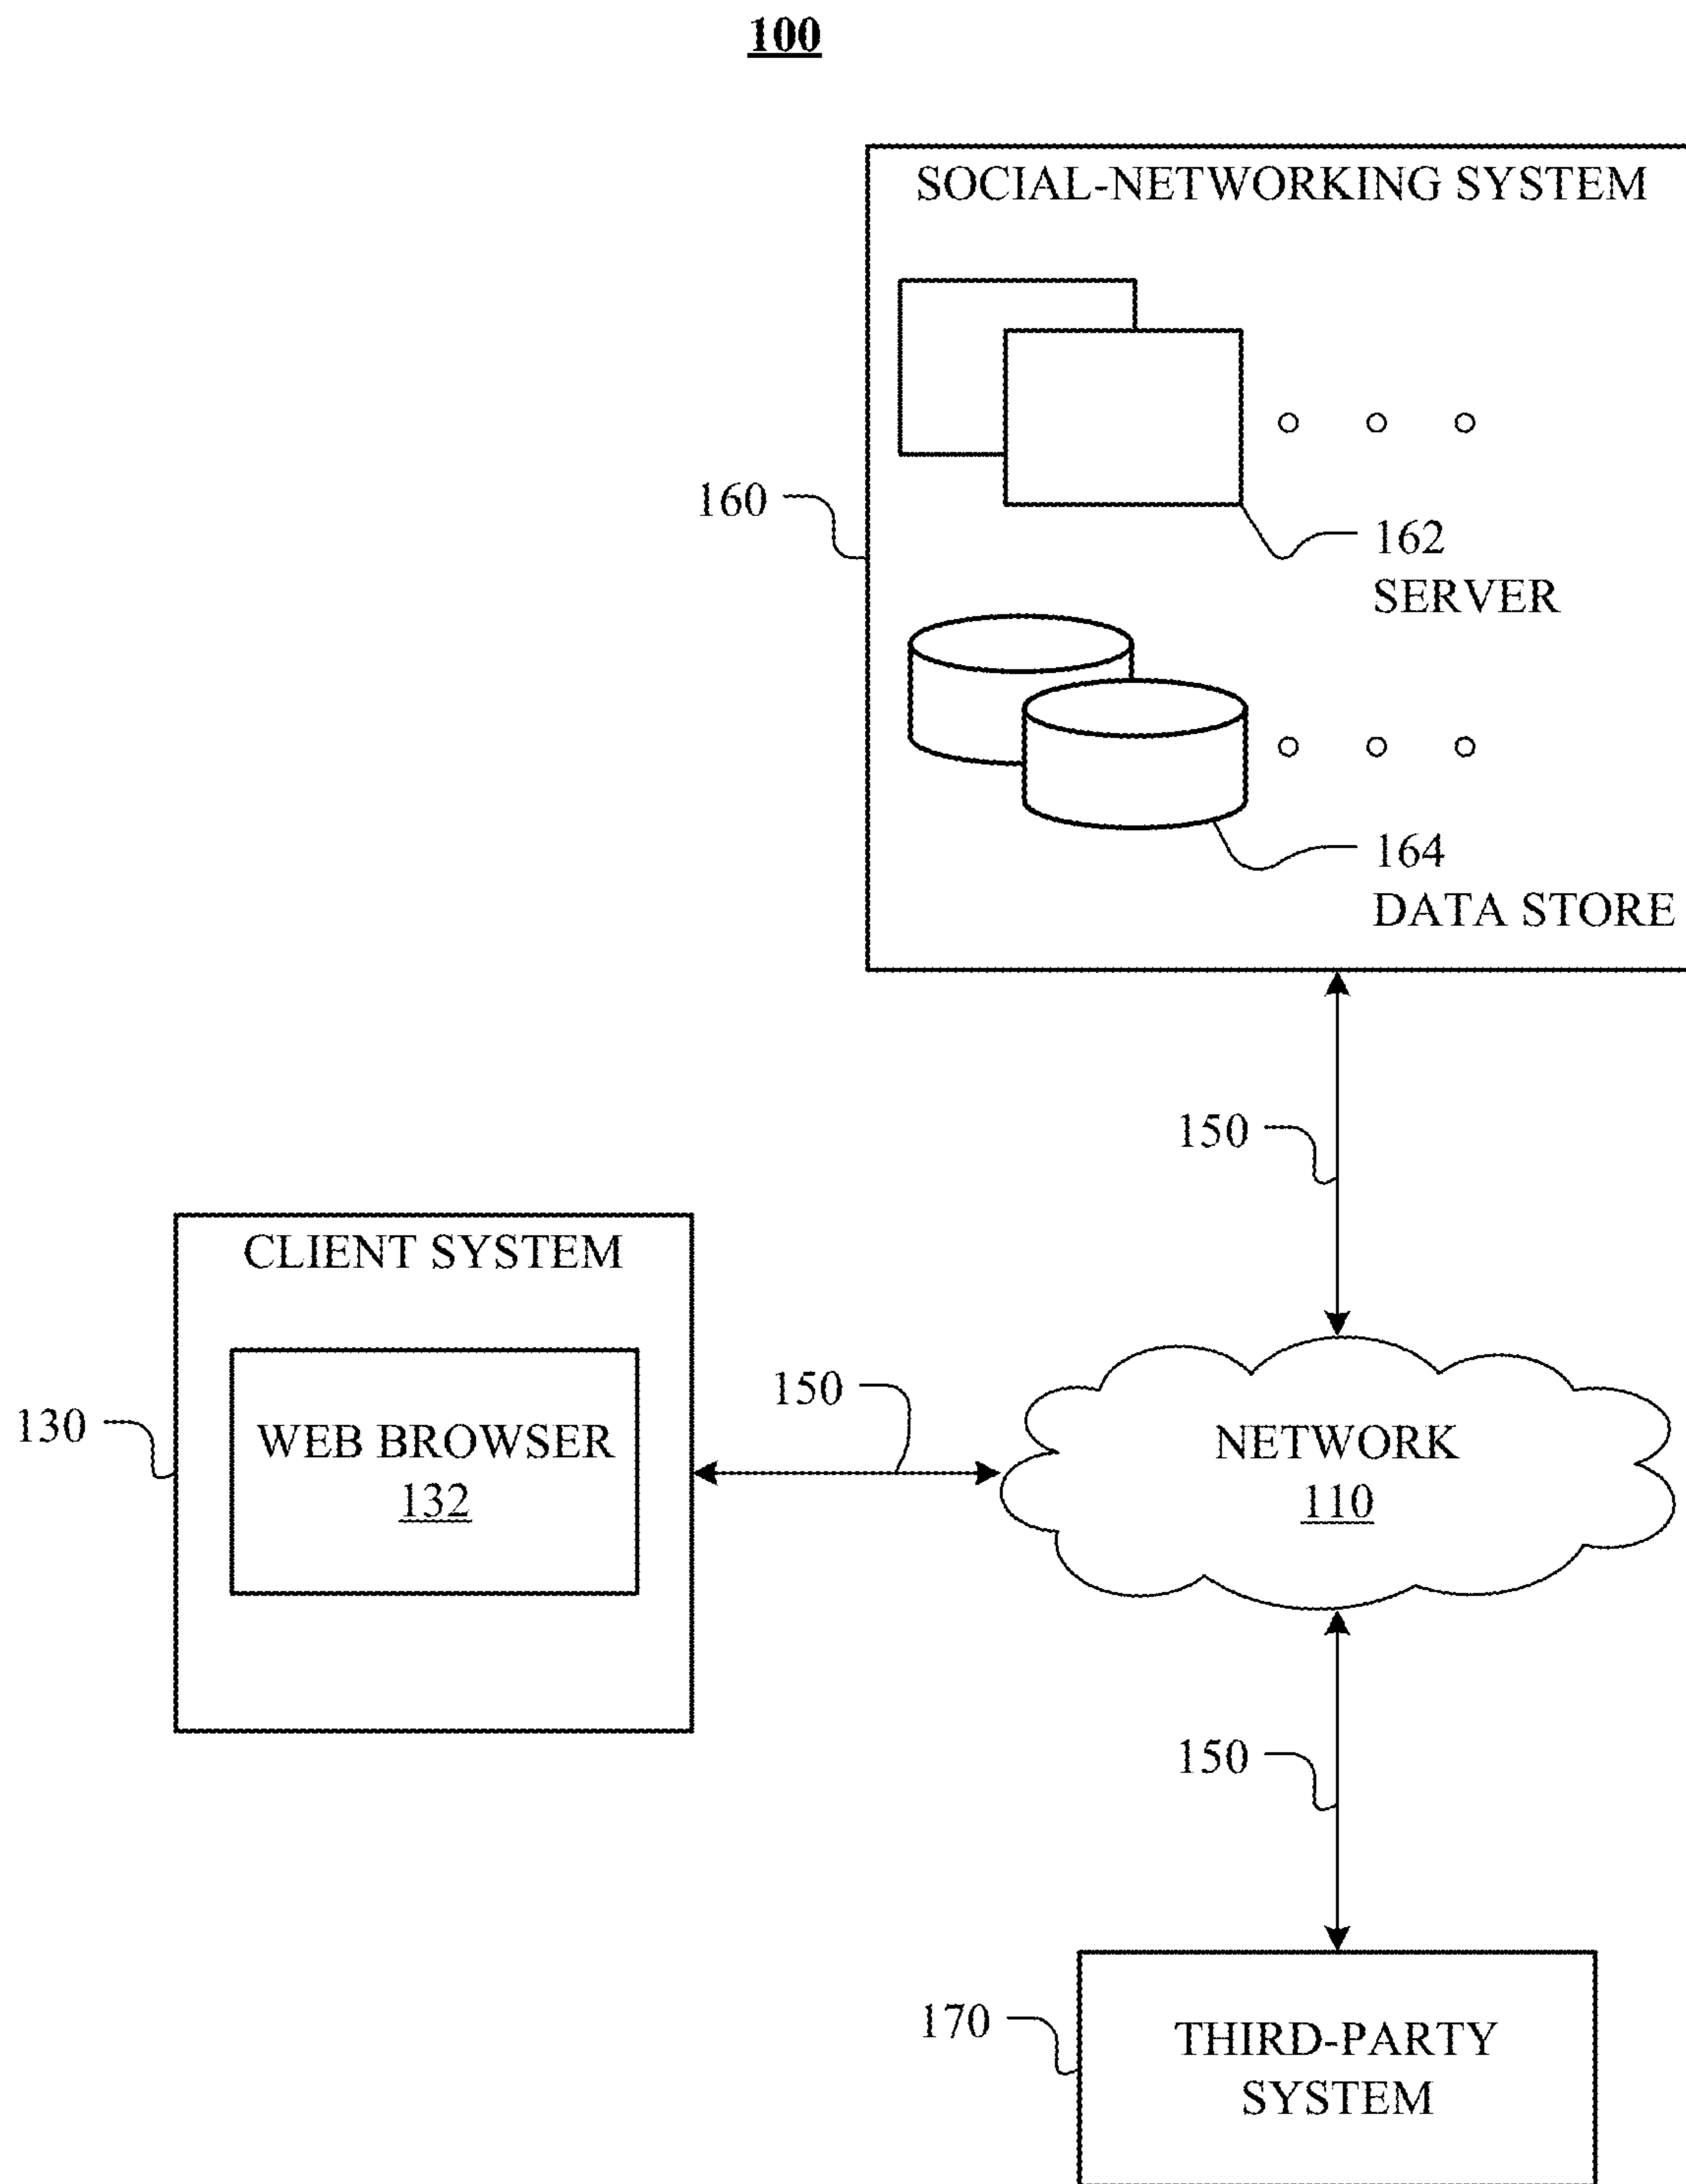 100
SOCIAL-NETWORKING SYSTEM
160
162
SERVER
164
DATA STORE
150
CLIENT SYSTEM
130
WEB BROWSER
132
150
NETWORK
110
150
170
THIRD-PARTY
SYSTEM